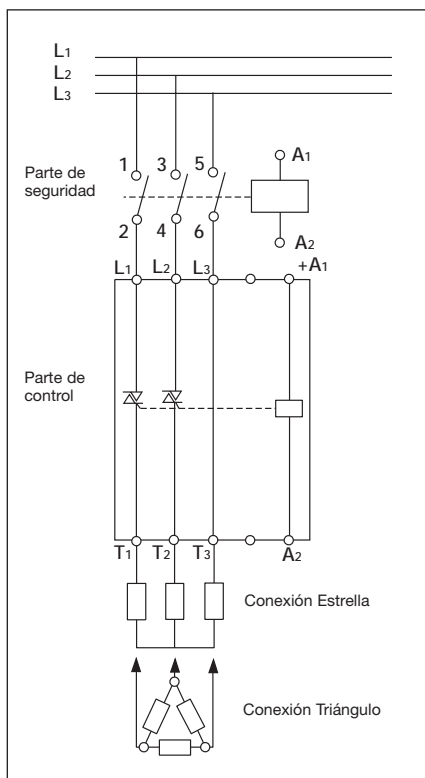 L1
L2
L3
1 3 5 A1
Parte de
seguridad
2 4 6 A2
L1 L2 L3 +A1
Parte de
control
T1 T2 T3 A2
Conexión Estrella
Conexión Triángulo